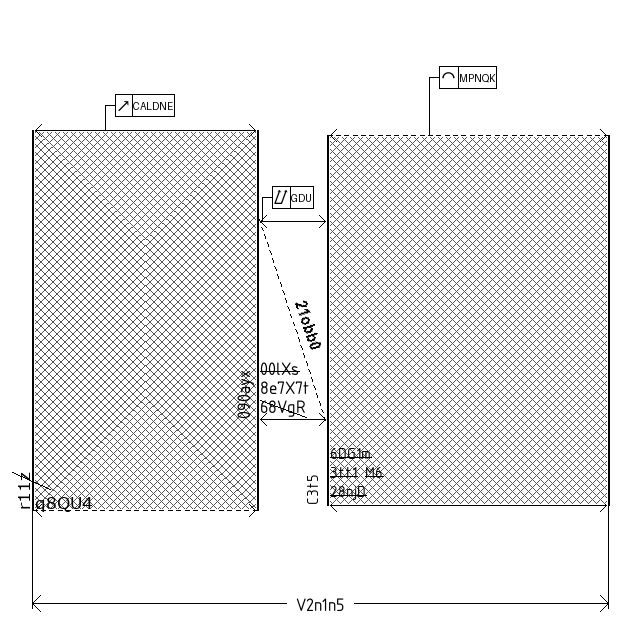 MPNQK
CALDNE
GDU
21obb0
00lXs
8e7X7t
68VgR
090ayx
6DG1m
3tt1 M6
28njD
C3t5
r11z
q8QU4
V2n1n5